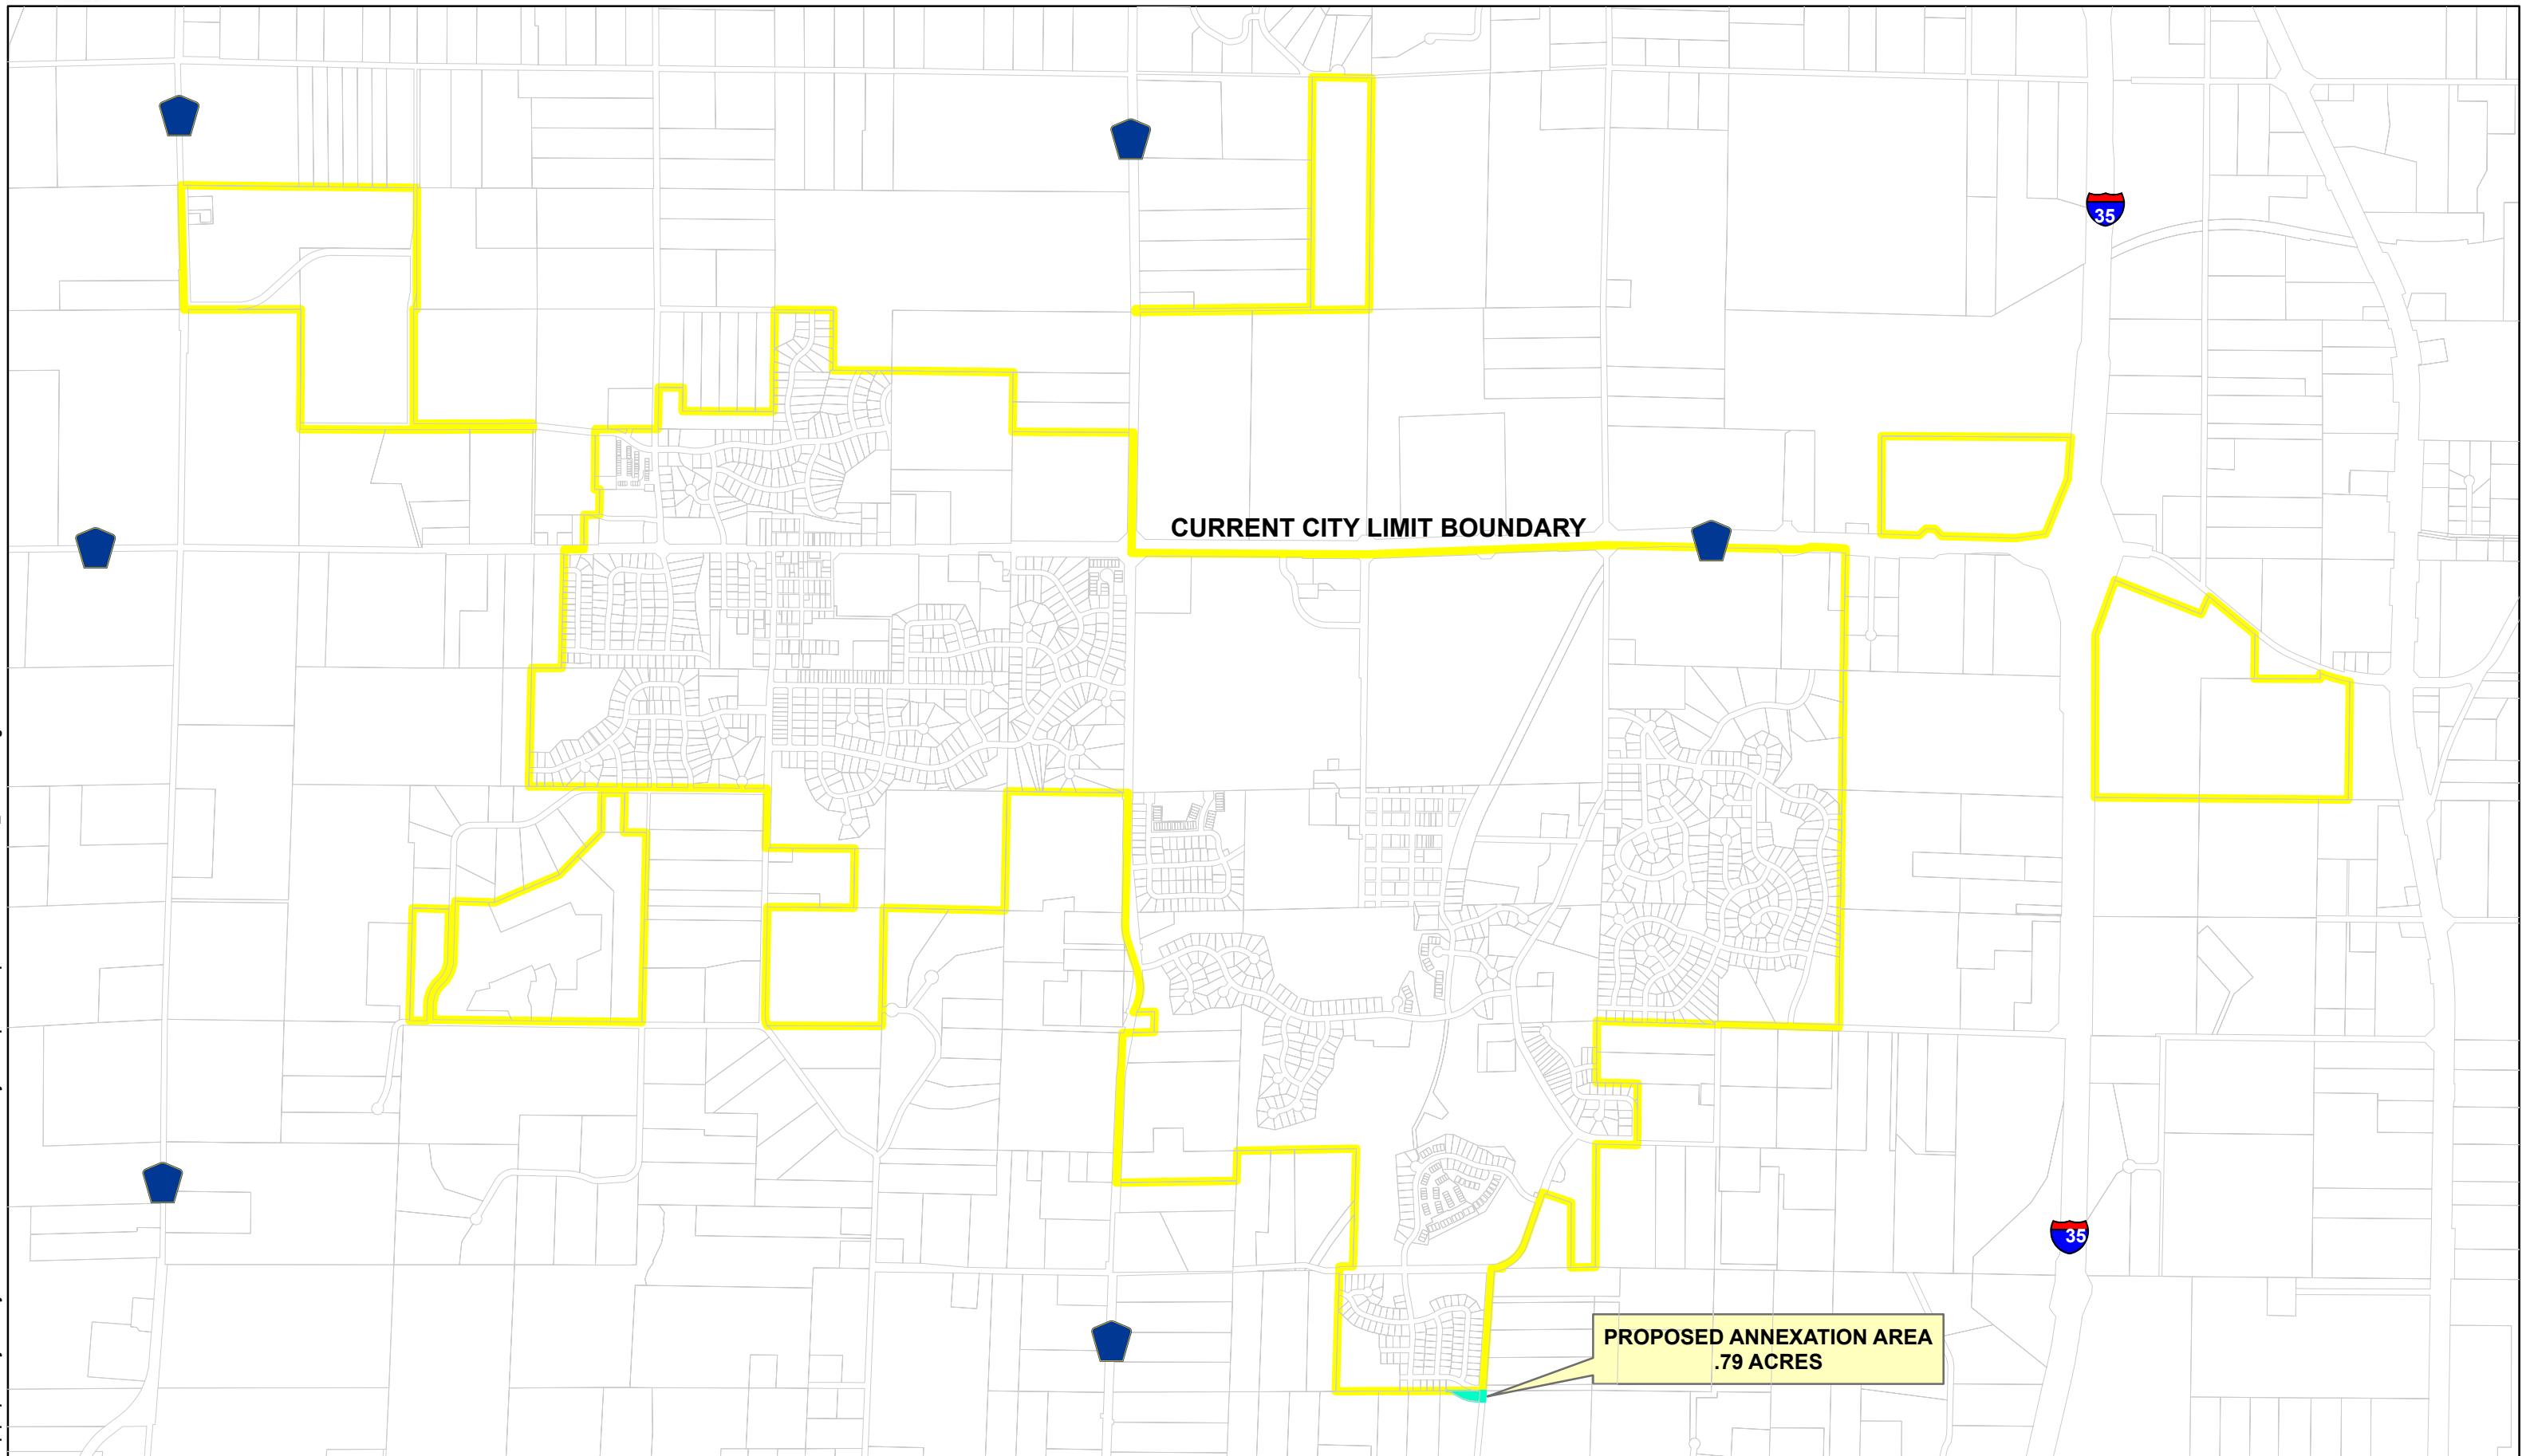 35
CURRENT CITY LIMIT BOUNDARY
35
PROPOSED ANNEXATION AREA
.79 ACRES